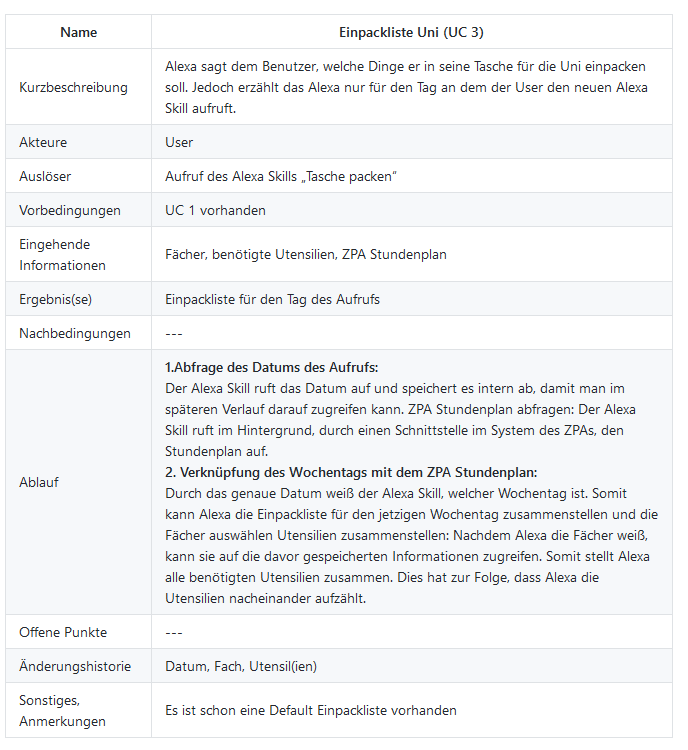 Name
Einpackliste Uni (UC 3)
Kurzbeschreibung
Alexa sagt dem Benutzer, welche Dinge er in seine Tasche für die Uni einpacken
soll. Jedoch erzählt das Alexa nur für den Tag an dem der User den neuen Alexa
Skill aufruft.
Akteure
User
Auslöser
Aufruf des Alexa Skills „Tasche packen“
Vorbedingungen
UC 1 vorhanden
Eingehende
Informationen
Fächer, benötigte Utensilien, ZPA Stundenplan
Ergebnis(se)
Einpackliste für den Tag des Aufrufs
Nachbedingungen
---
Ablauf
1.Abfrage des Datums des Aufrufs:
Der Alexa Skill ruft das Datum auf und speichert es intern ab, damit man im
späteren Verlauf darauf zugreifen kann. ZPA Stundenplan abfragen: Der Alexa
Skill ruft im Hintergrund, durch einen Schnittstelle im System des ZPAs, den
Stundenplan auf.
2. Verknüpfung des Wochentags mit dem ZPA Stundenplan:
Durch das genaue Datum weiß der Alexa Skill, welcher Wochentag ist. Somit
kann Alexa die Einpackliste für den jetzigen Wochentag zusammenstellen und die
Fächer auswählen Utensilien zusammenstellen: Nachdem Alexa die Fächer weiß,
kann sie auf die davor gespeicherten Informationen zugreifen. Somit stellt Alexa
alle benötigten Utensilien zusammen. Dies hat zur Folge, dass Alexa die
Utensilien nacheinander aufzählt.
Offene Punkte
---
Änderungshistorie
Datum, Fach, Utensil(ien)
Sonstiges,
Anmerkungen
Es ist schon eine Default Einpackliste vorhanden